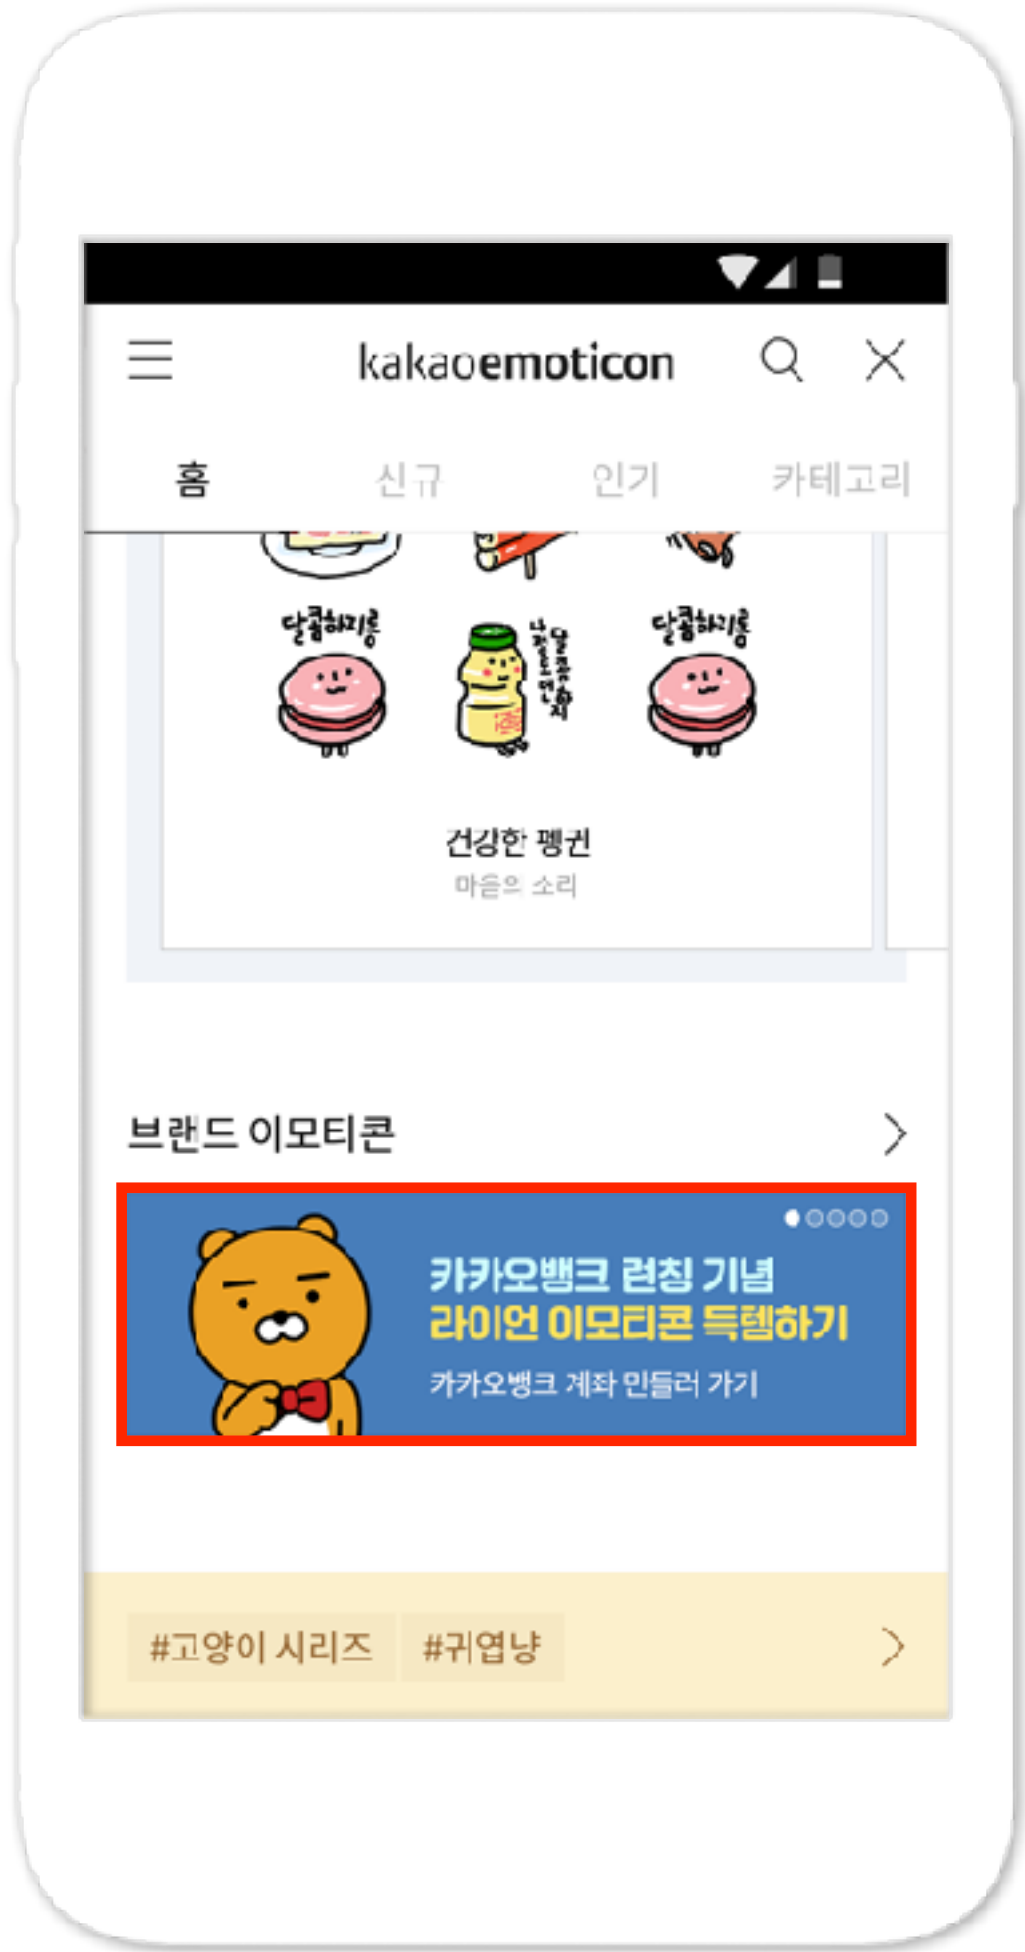 kakaoemoticon
홈 신규 인기 카테고리
달콤하지롱
달콤하지롱
건강한 펭귄
마음의 소리
브랜드 이모티콘
카카오뱅크 런칭 기념
라이언 이모티콘 득템하기
카카오뱅크 계좌 만들러 가기
#고양이 시리즈 #귀엽냥